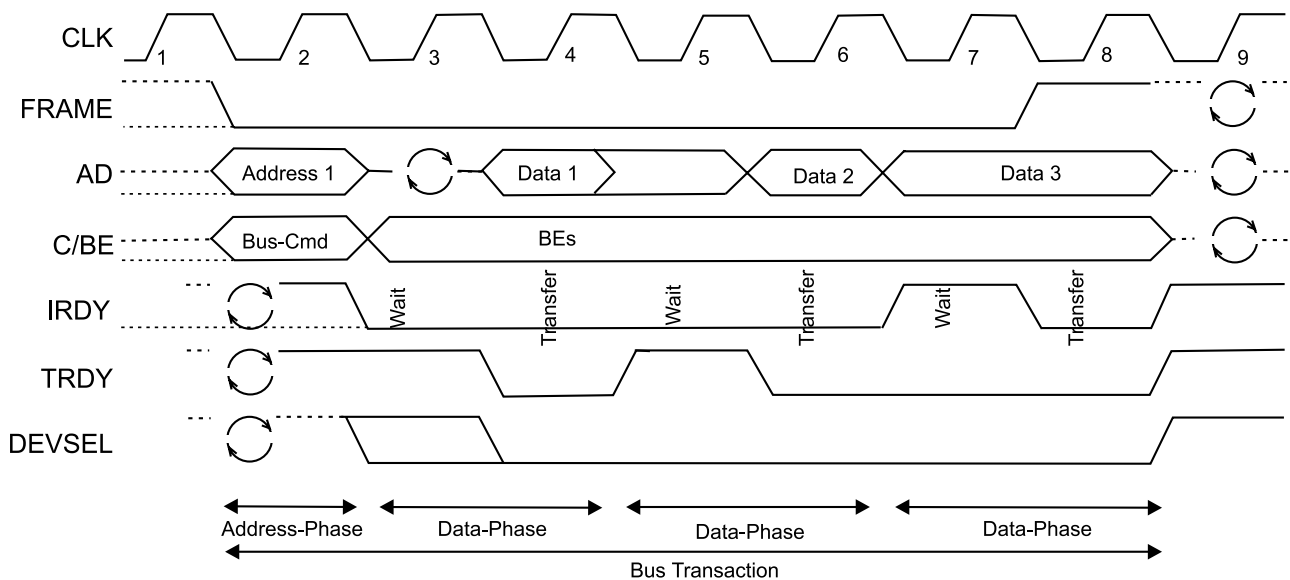 CLK 1 2 3 4 5 6 7 8 9
FRAME
AD Address 1 Data 1 Data 2 Data 3
C/BE Bus-Cmd BEs
IRDY Wait Transfer Wait Transfer Wait Transfer
TRDY
DEVSEL
Address-Phase Data-Phase Data-Phase Data-Phase
Bus Transaction